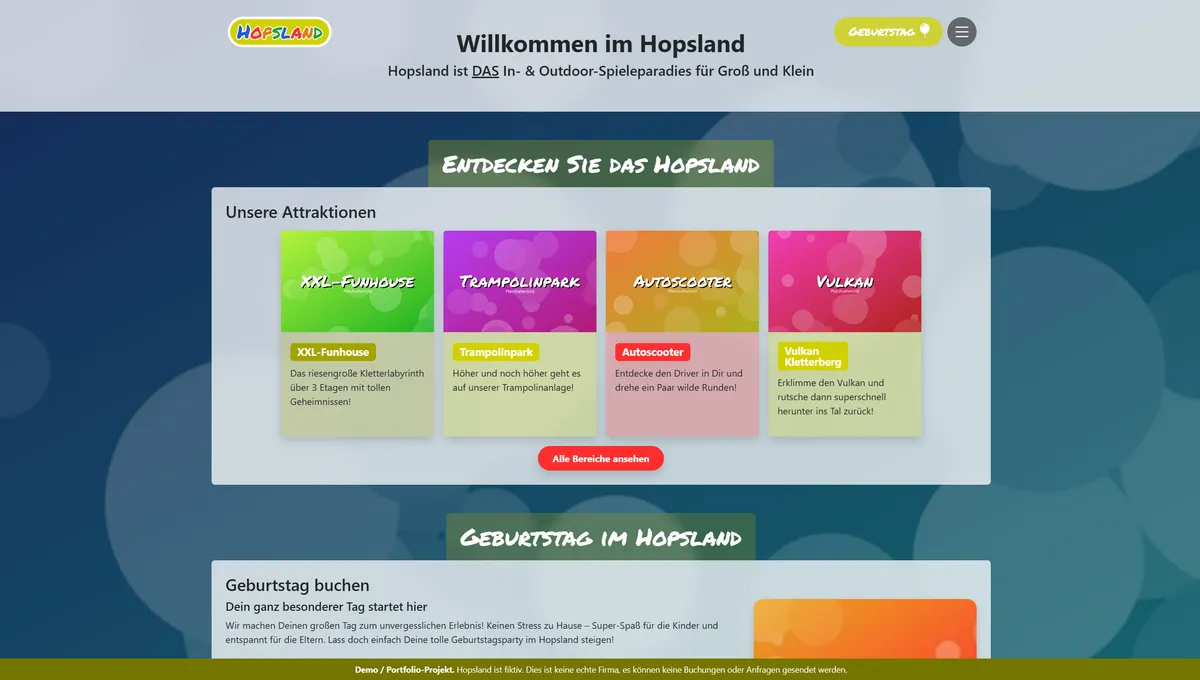 Hopsland
Willkommen im Hopsland
Geburtstag
Hopsland ist DAS In- & Outdoor-Spieleparadies für Groß und Klein
Entdecken Sie das Hopsland
Unsere Attraktionen
XXL-Funhouse
Trampolinpark
Autoscooter
Vulkan
XXL-Funhouse
Das riesengroße Kletterlabyrinth
über 3 Etagen mit tollen
Geheimnissen!
Trampolinpark
Höher und noch höher geht es
auf unserer Trampolinanlage!
Autoscooter
Entdecke den Driver in Dir und
drehe ein Paar wilde Runden!
Vulkan
Kletterberg
Erklimme den Vulkan und
rutsche dann superschnell
herunter ins Tal zurück!
Alle Bereiche ansehen
Geburtstag im Hopsland
Geburtstag buchen
Dein ganz besonderer Tag startet hier
Wir machen Deinen großen Tag zum unvergesslichen Erlebnis! Keinen Stress zu Hause – Super-Spaß für die Kinder und
entspannt für die Eltern. Lass doch einfach Deine tolle Geburtstagsparty im Hopsland steigen!
Demo / Portfolio-Projekt. Hopsland ist fiktiv. Dies ist keine echte Firma, es können keine Buchungen oder Anfragen gesendet werden.